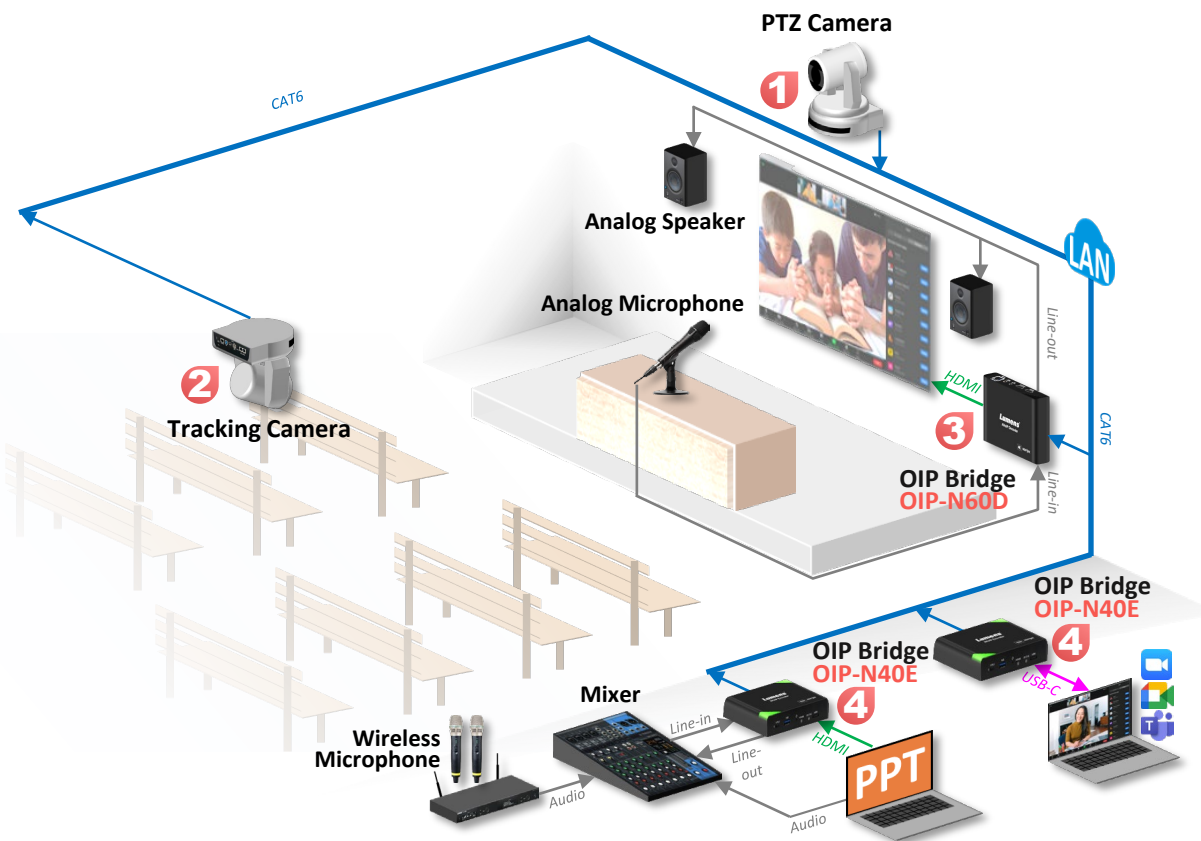 PTZ Camera
1
CAT6
Analog Speaker
LAN
Analog Microphone
Line-out
HDMI
Lumens
2
3
CAT6
Tracking Camera
OIP Bridge
OIP-N60D
Line-in
OIP Bridge
OIP-N40E
4
OIP Bridge
OIP-N40E
4
USB-C
Mixer
Lumens
Line-in
Wireless
Microphone
Line-
out
HDMI
PPT
Audio
Audio